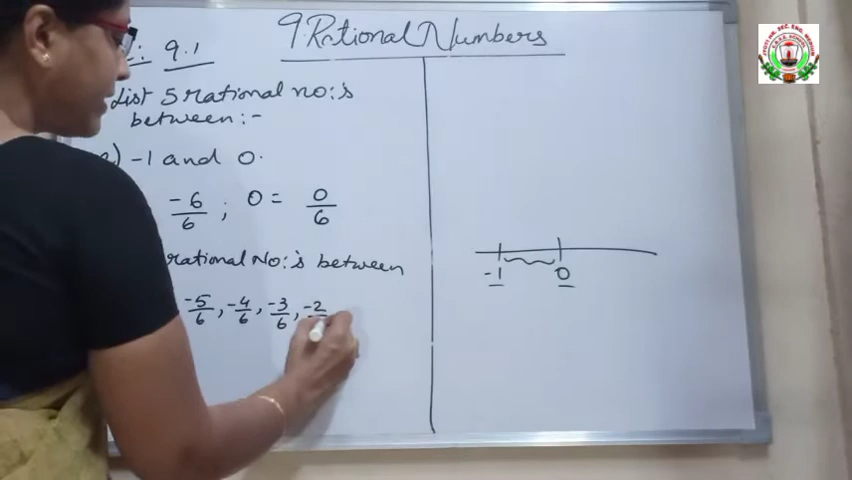 9. Rational Numbers
: 9.1
List 5 rational no:s
between :-
a) -1 and 0.
-6/6 ; 0 = 0/6
rational No:s between
-5/6, -4/6, -3/6, -2
-1 0